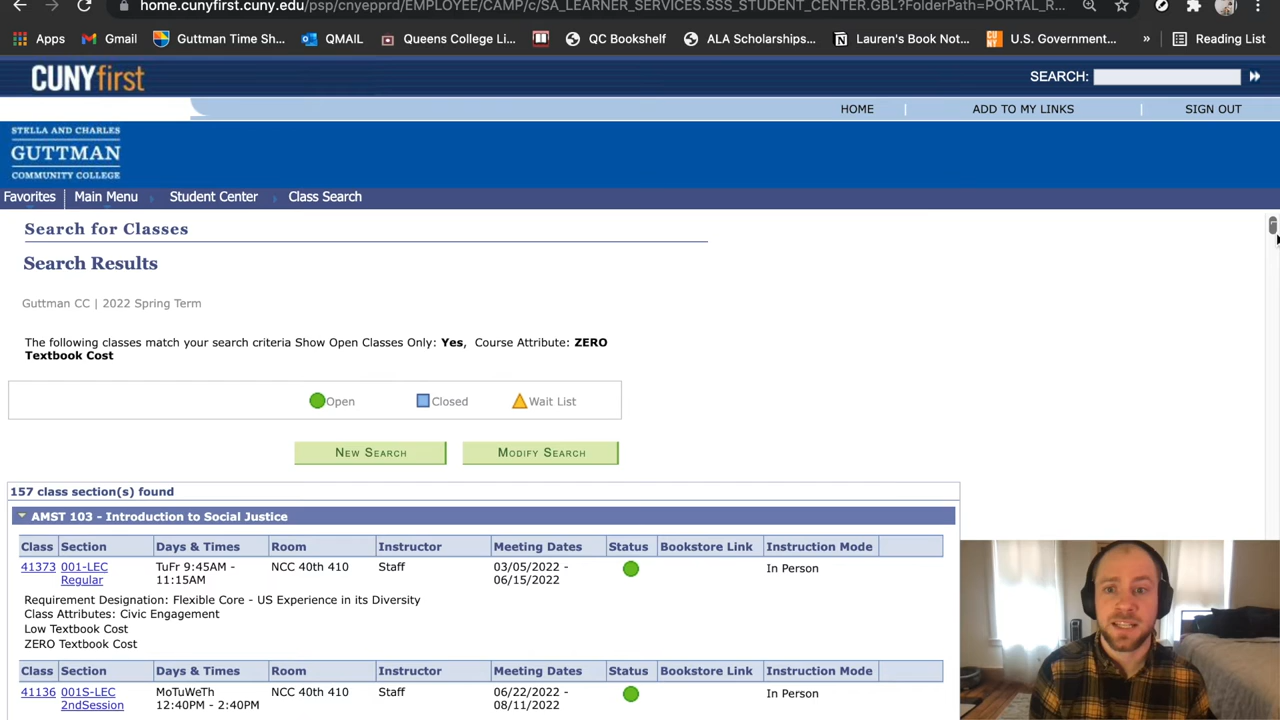 home.cunyfirst.cuny.edu/psp/cnyepprd/EMPLOYEE/CAMP/c/SA_LEARNER_SERVICES.SSS_STUDENT_CENTER.GBL?FolderPath=PORTAL_R...
Apps Gmail Guttman Time Sh... QMAIL Queens College Li... QC Bookshelf ALA Scholarships... Lauren's Book Not... U.S. Government... » Reading List
CUNYfirst SEARCH:
HOME | ADD TO MY LINKS | SIGN OUT
STELLA AND CHARLES
GUTTMAN
COMMUNITY COLLEGE
Favorites Main Menu Student Center Class Search
Search for Classes
Search Results
Guttman CC | 2022 Spring Term
The following classes match your search criteria Show Open Classes Only: Yes, Course Attribute: ZERO
Textbook Cost
Open Closed Wait List
NEW SEARCH MODIFY SEARCH
157 class section(s) found
AMST 103 - Introduction to Social Justice
Class Section Days & Times Room Instructor Meeting Dates Status Bookstore Link Instruction Mode
41373 001-LEC TuFr 9:45AM - NCC 40th 410 Staff 03/05/2022 - In Person
Regular 11:15AM 06/15/2022
Requirement Designation: Flexible Core - US Experience in its Diversity
Class Attributes: Civic Engagement
Low Textbook Cost
ZERO Textbook Cost
Class Section Days & Times Room Instructor Meeting Dates Status Bookstore Link Instruction Mode
41136 001S-LEC MoTuWeTh NCC 40th 410 Staff 06/22/2022 - In Person
2ndSession 12:40PM - 2:40PM 08/11/2022